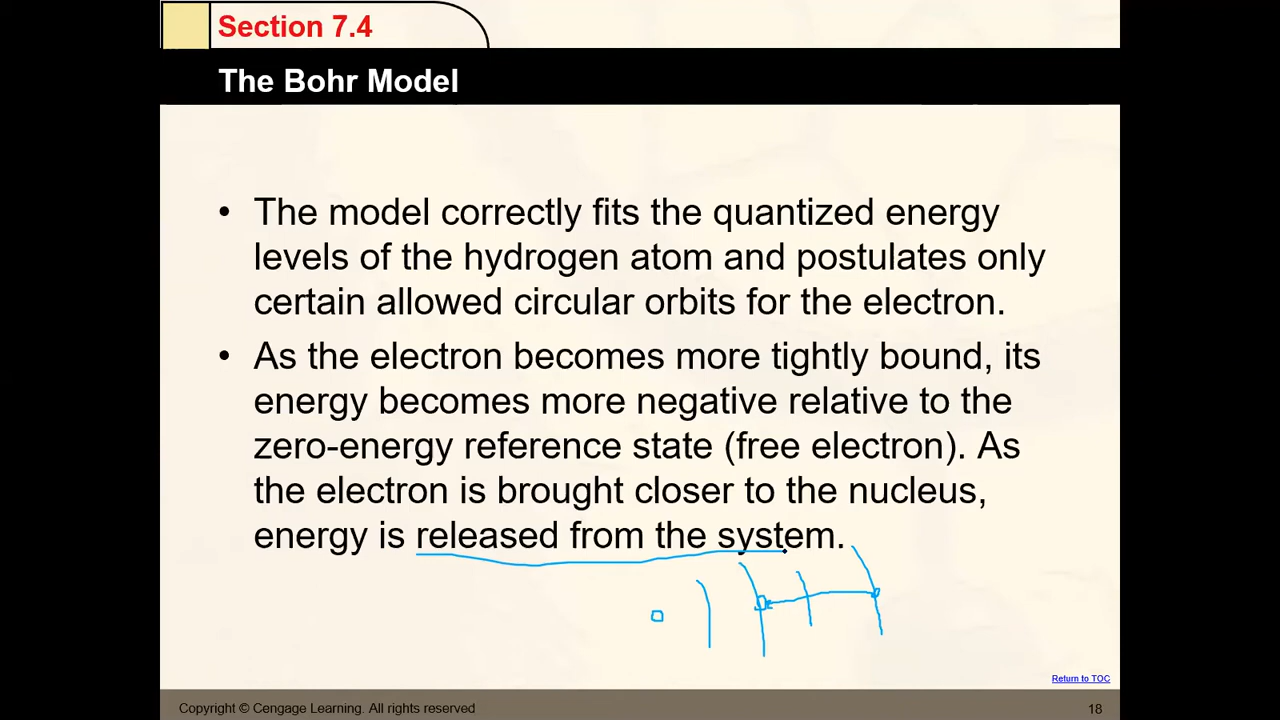 Section 7.4
The Bohr Model
• The model correctly fits the quantized energy
levels of the hydrogen atom and postulates only
certain allowed circular orbits for the electron.
• As the electron becomes more tightly bound, its
energy becomes more negative relative to the
zero-energy reference state (free electron). As
the electron is brought closer to the nucleus,
energy is released from the system.
Return to TOC
Copyright © Cengage Learning. All rights reserved
18